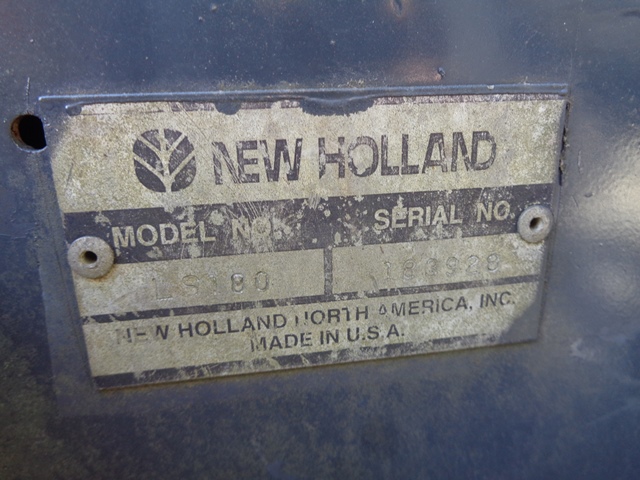 NEW HOLLAND
MODEL NO. SERIAL NO.
LS180
NEW HOLLAND NORTH AMERICA, INC.
MADE IN U.S.A.